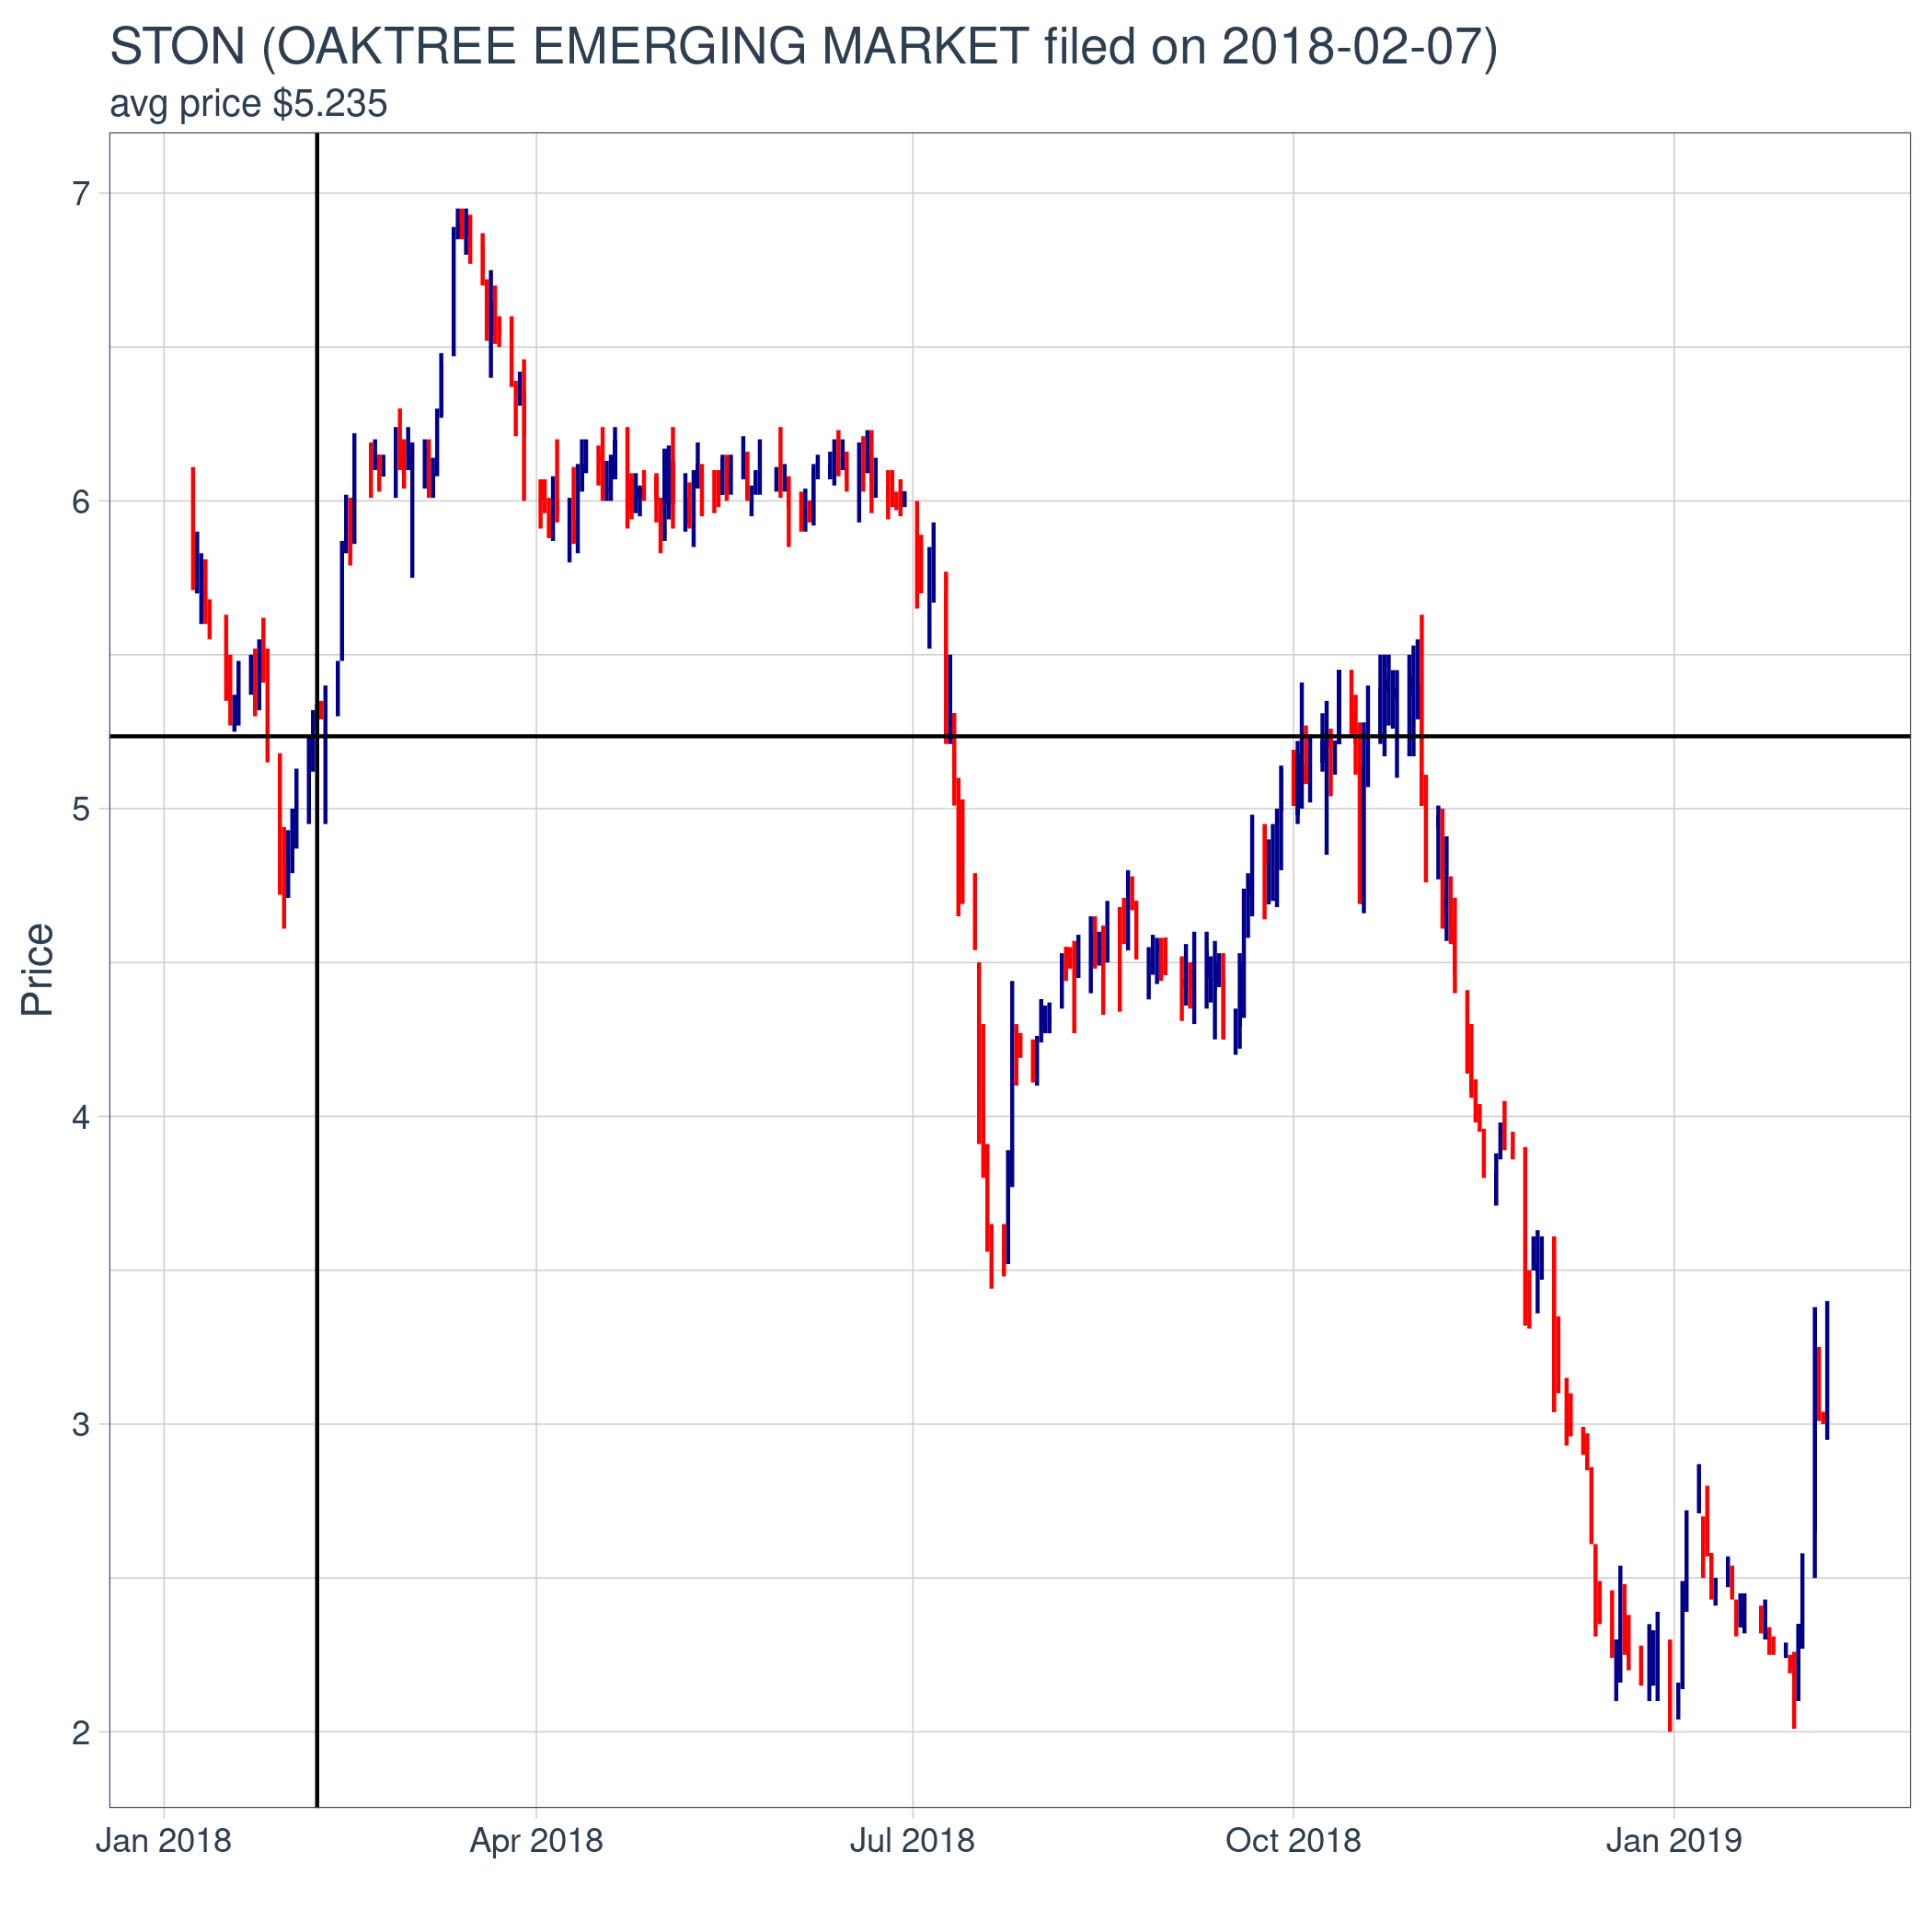 STON (OAKTREE EMERGING MARKET filed on 2018-02-07)
avg price $5.235
Price
7
6
5
4
3
2
Jan 2018 Apr 2018 Jul 2018 Oct 2018 Jan 2019